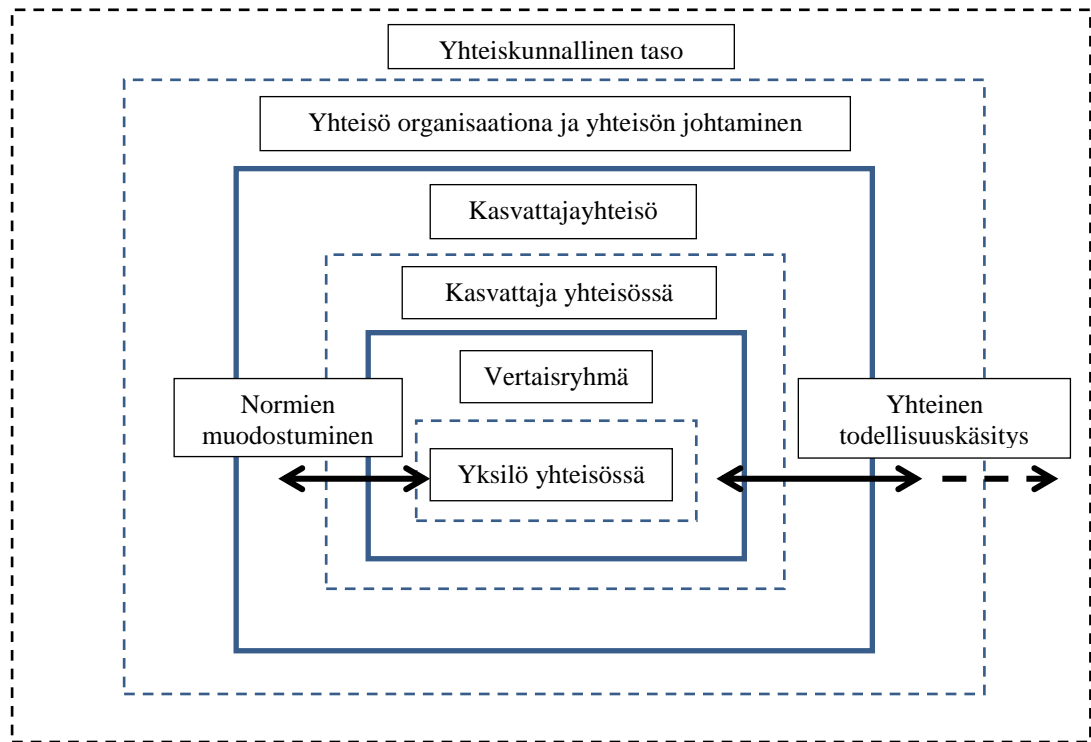 Yhteiskunnallinen taso
Yhteisö organisaationa ja yhteisön johtaminen
Kasvattajayhteisö
Kasvattaja yhteisössä
Vertaisryhmä
Normien
muodostuminen
Yhteinen
todellisuuskäsitys
Yksilö yhteisössä